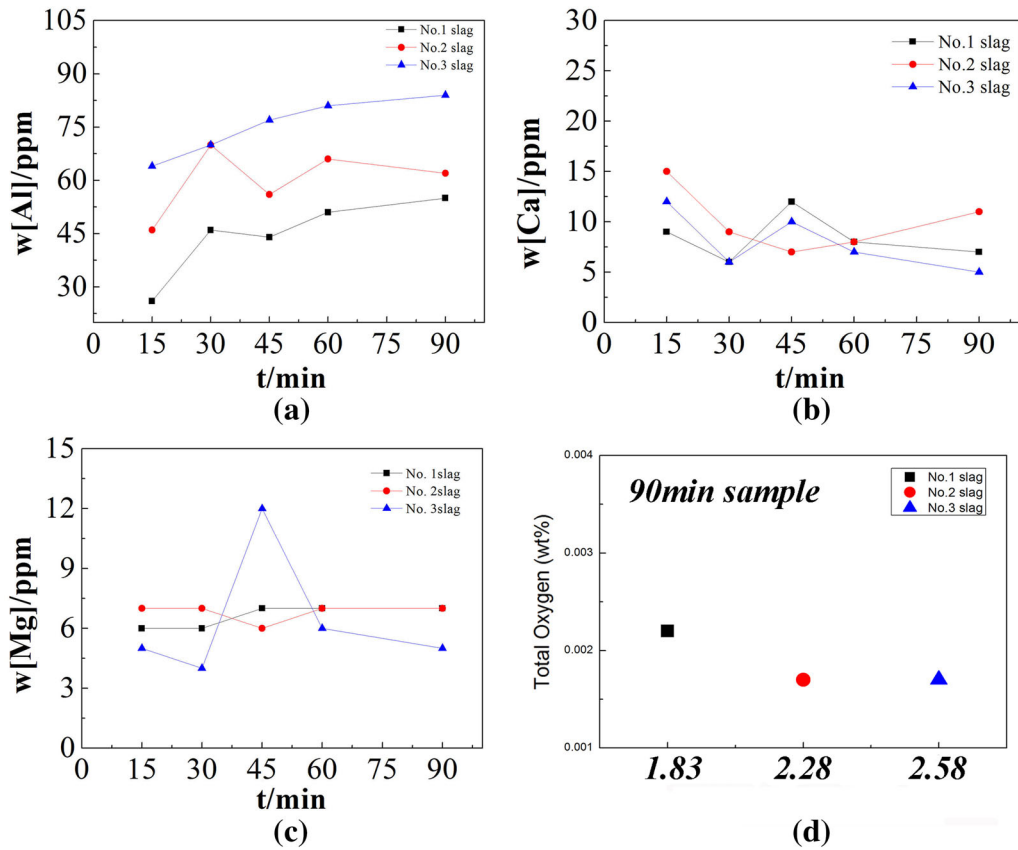 105
90
75
60
45
30
w[Al]/ppm
No.1 slag
No.2 slag
No.3 slag
0 15 30 45 60 75 90
t/min
(a)
30
25
20
15
10
5
0
w[Ca]/ppm
No.1 slag
No.2 slag
No.3 slag
0 15 30 45 60 75 90
t/min
(b)
15
12
9
6
3
0
w[Mg]/ppm
No. 1slag
No. 2slag
No. 3slag
0 15 30 45 60 75 90
t/min
(c)
0.004
0.003
0.002
0.001
Total Oxygen (wt%)
90min sample
No.1 slag
No.2 slag
No.3 slag
1.83 2.28 2.58
(d)